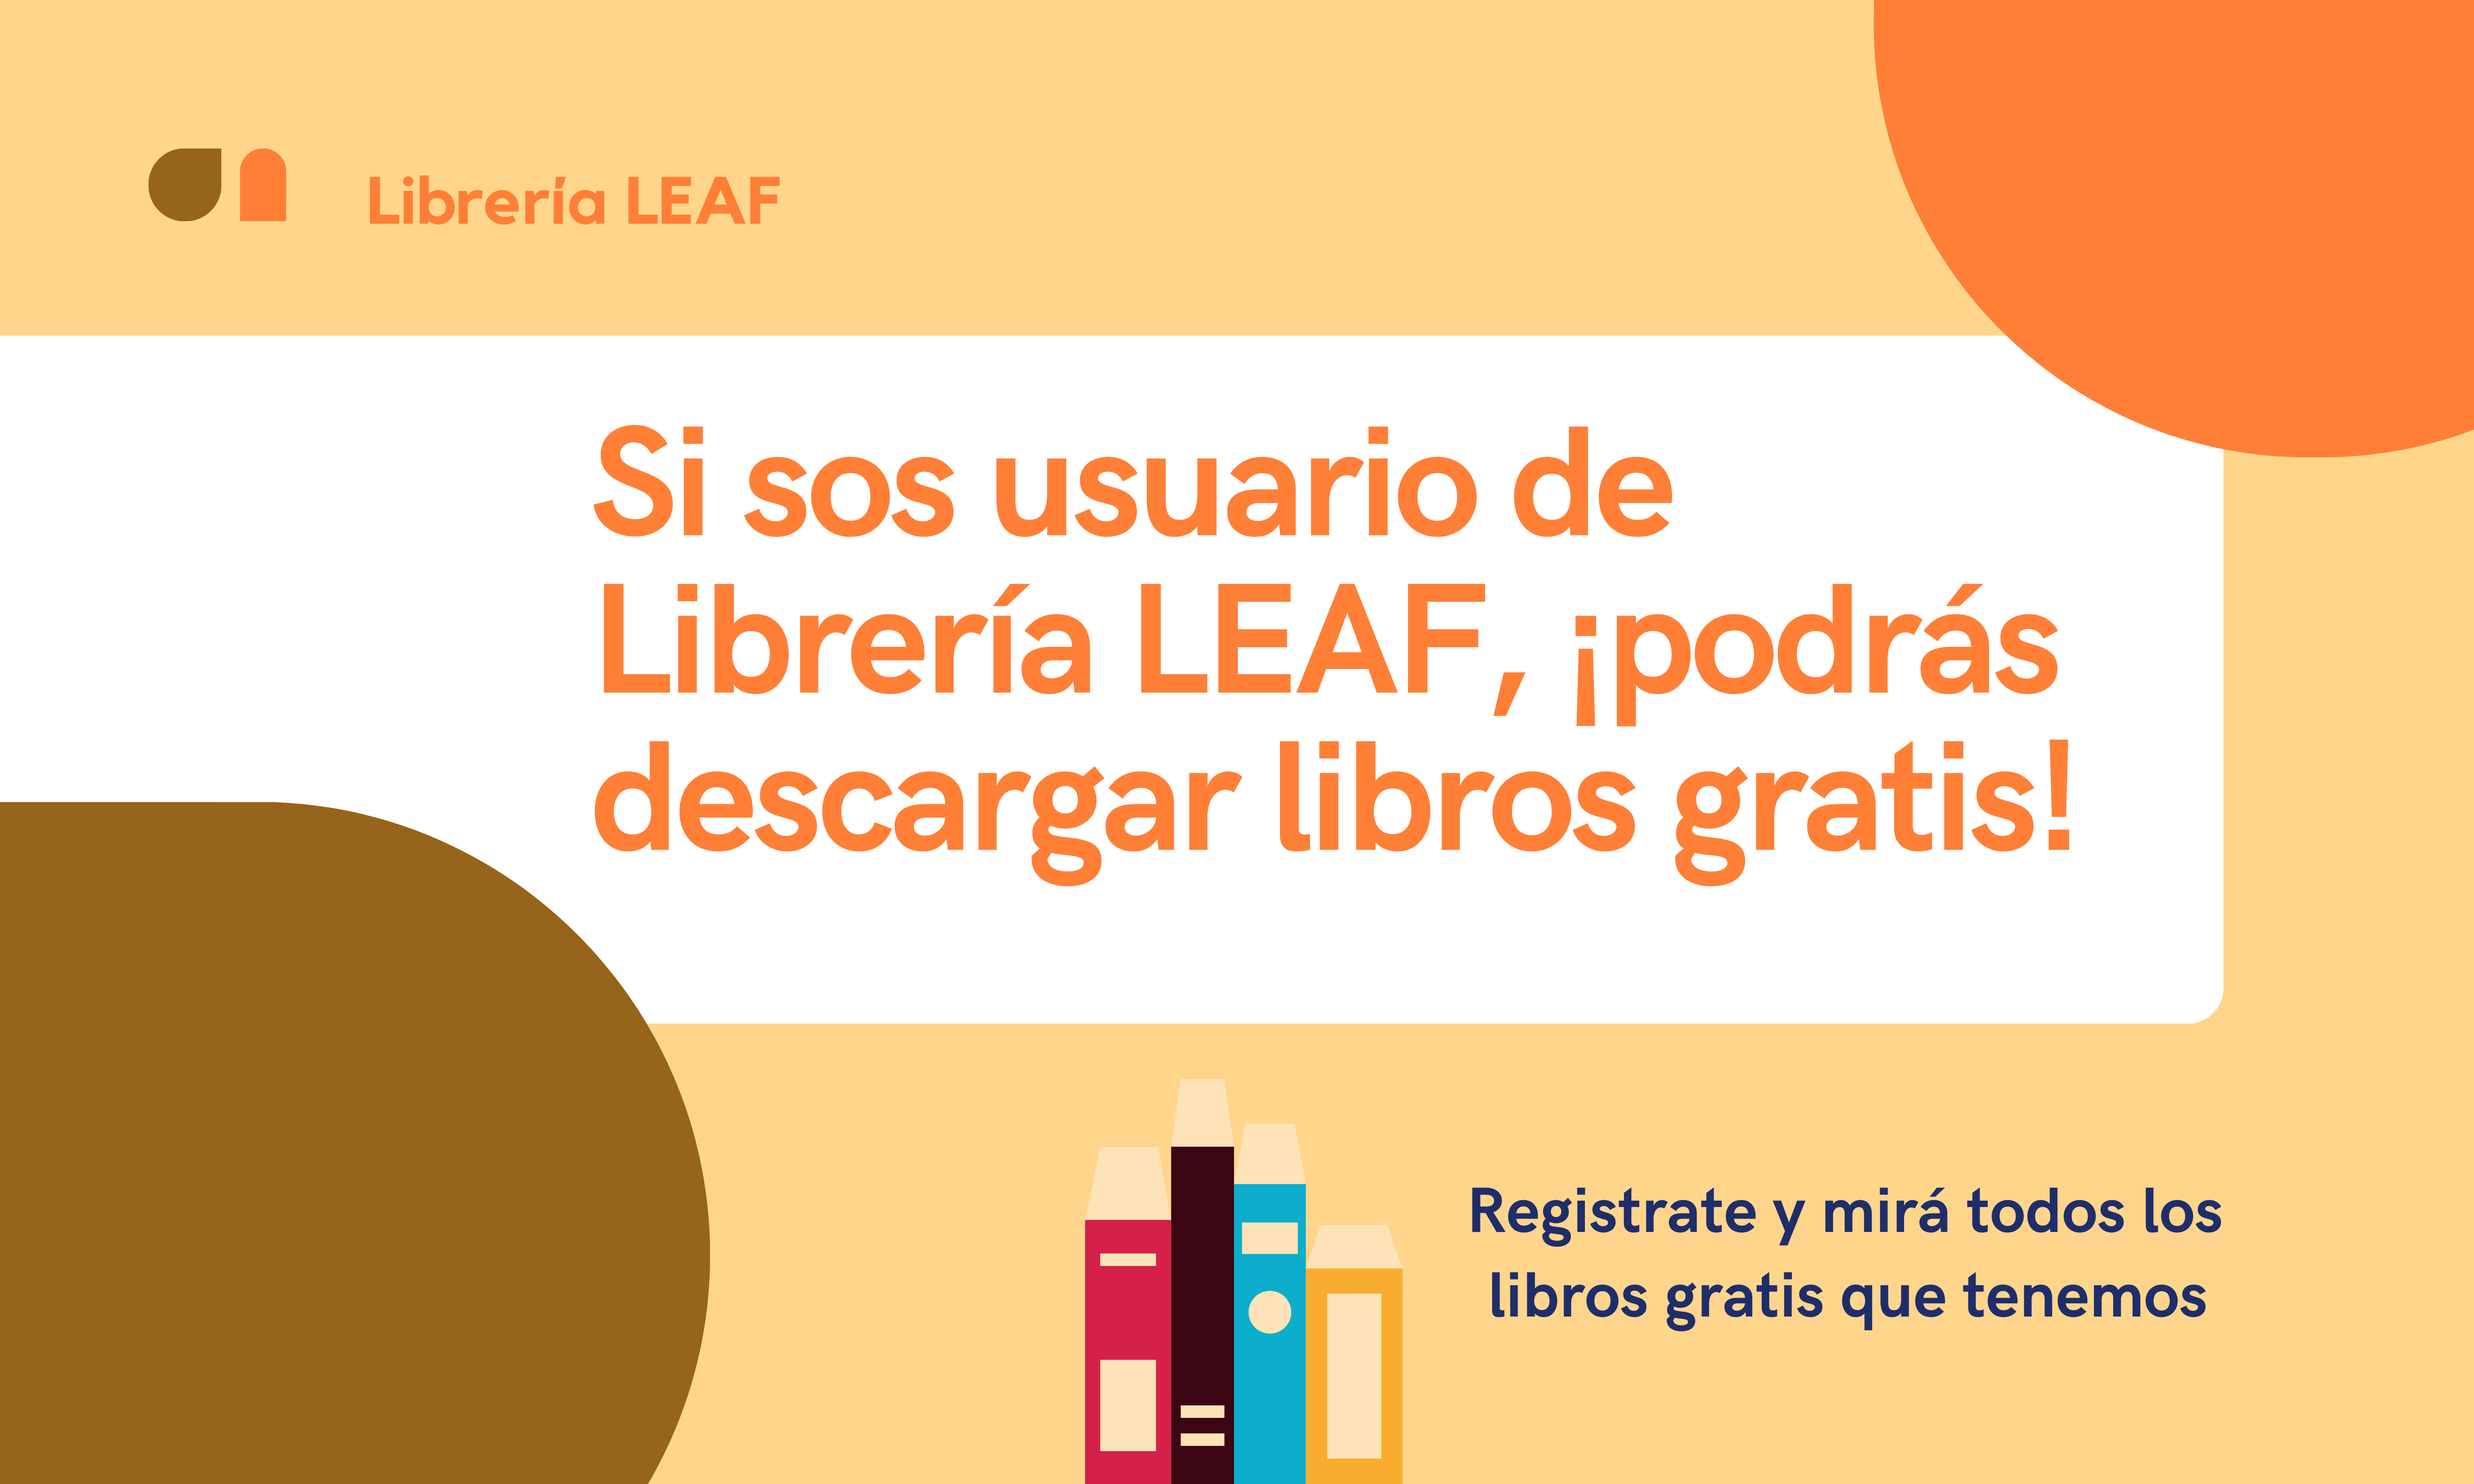 Librería LEAF
Si sos usuario de
Librería LEAF, ¡podrás
descargar libros gratis!
Registrate y mirá todos los
libros gratis que tenemos